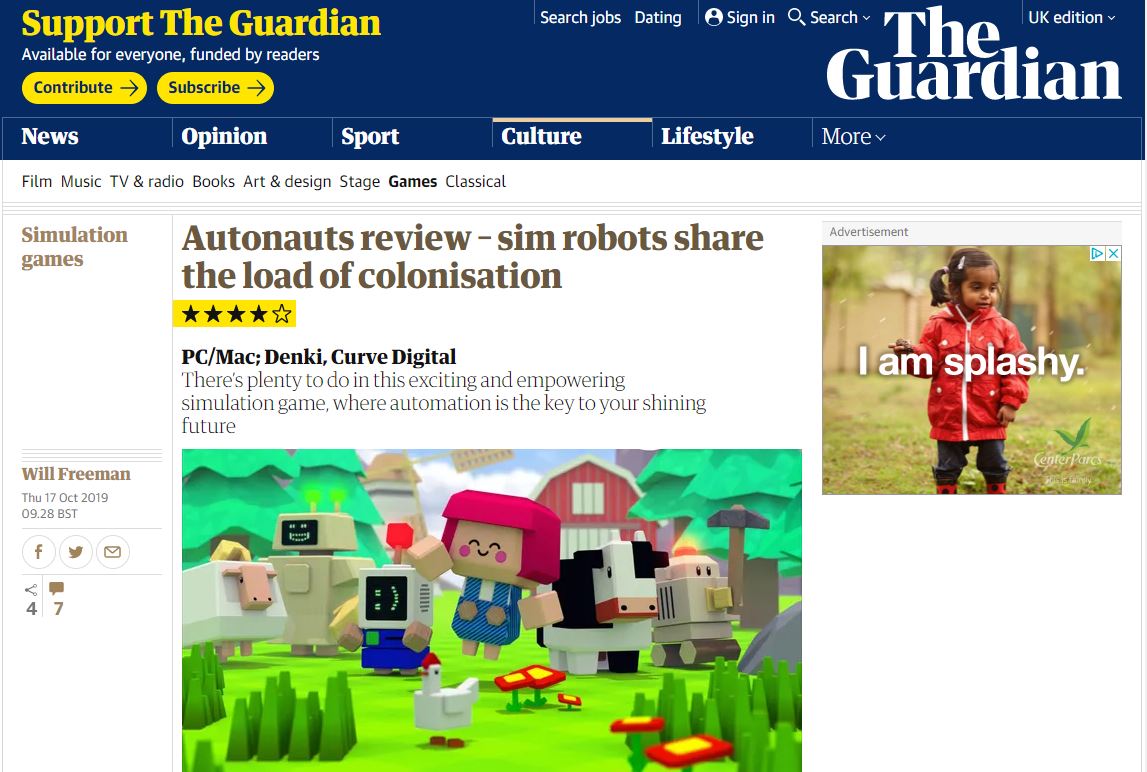 Support The Guardian
Available for everyone, funded by readers
Contribute
Subscribe
Search jobs
Dating
Sign in
Search
UK edition
The
Guardian
News
Opinion
Sport
Culture
Lifestyle
More
Film Music TV & radio Books Art & design Stage Games Classical
Simulation
games
Autonauts review – sim robots share
the load of colonisation
PC/Mac; Denki, Curve Digital
There's plenty to do in this exciting and empowering
simulation game, where automation is the key to your shining
future
Will Freeman
Thu 17 Oct 2019
09.28 BST
4
7
Advertisement
I am splashy.
CenterParcs
This is family